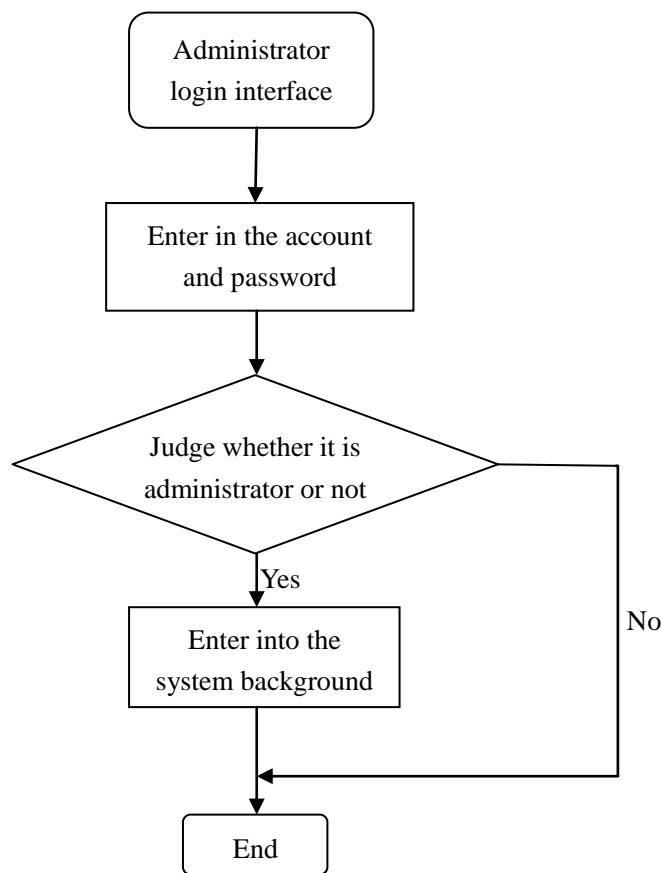 Administrator
login interface
Enter in the account
and password
Judge whether it is
administrator or not
Yes
No
Enter into the
system background
End